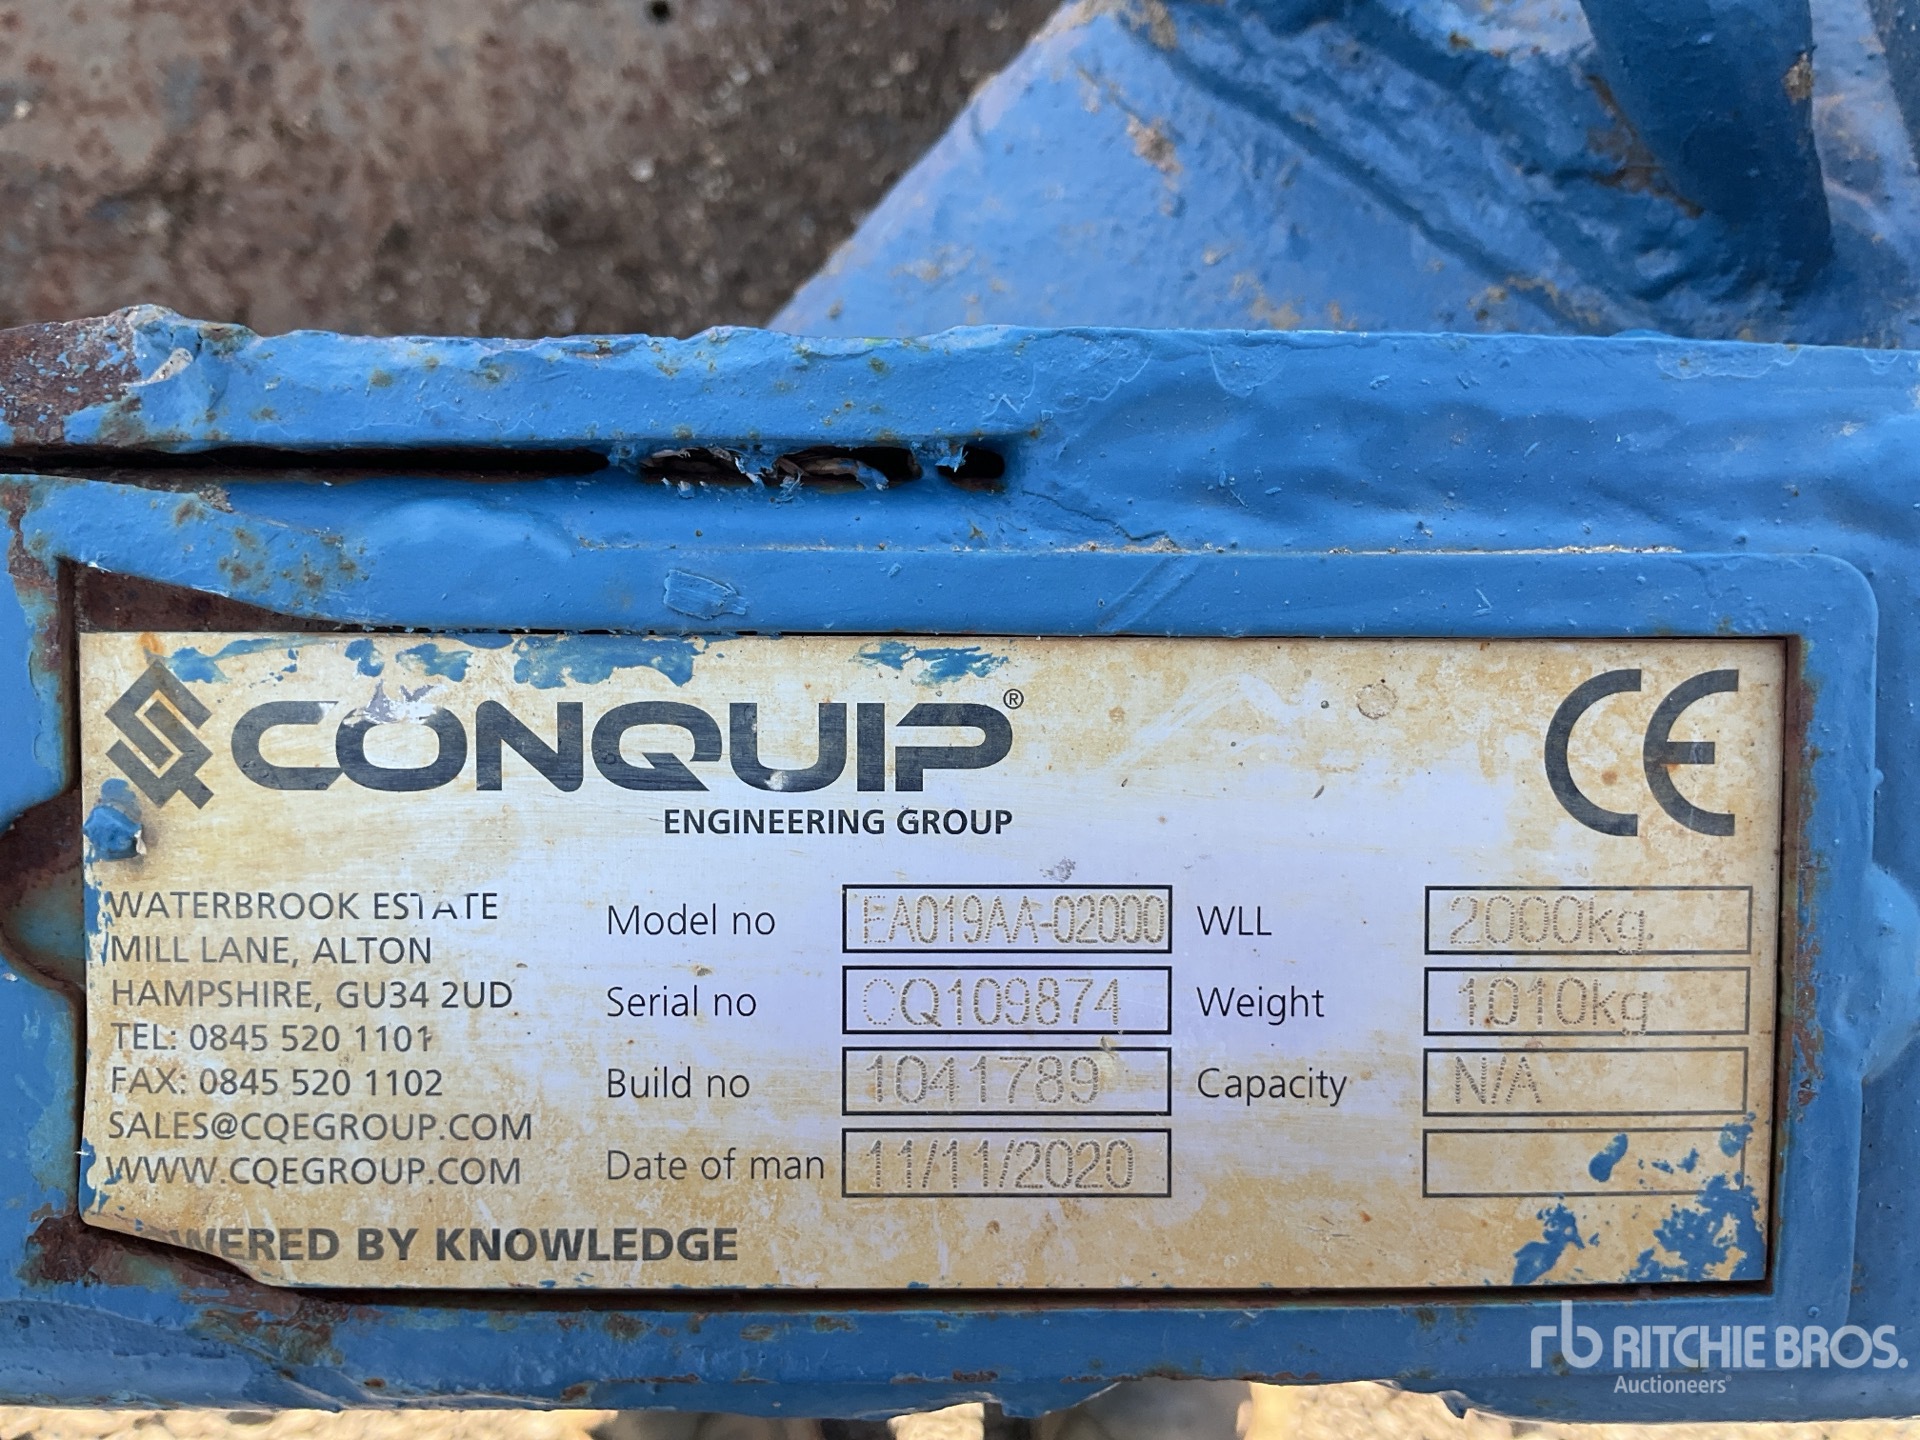 CONQUIP®
ENGINEERING GROUP
CE
WATERBROOK ESTATE
MILL LANE, ALTON
HAMPSHIRE, GU34 2UD
TEL: 0845 520 1101
FAX: 0845 520 1102
SALES@CQEGROUP.COM
WWW.CQEGROUP.COM
POWERED BY KNOWLEDGE
Model no EA019AA-02000
Serial no CQ109874
Build no 1041789
Date of man 11/11/2020
WLL 2000kg
Weight 1010kg
Capacity N/A
rb RITCHIE BROS.
Auctioneers